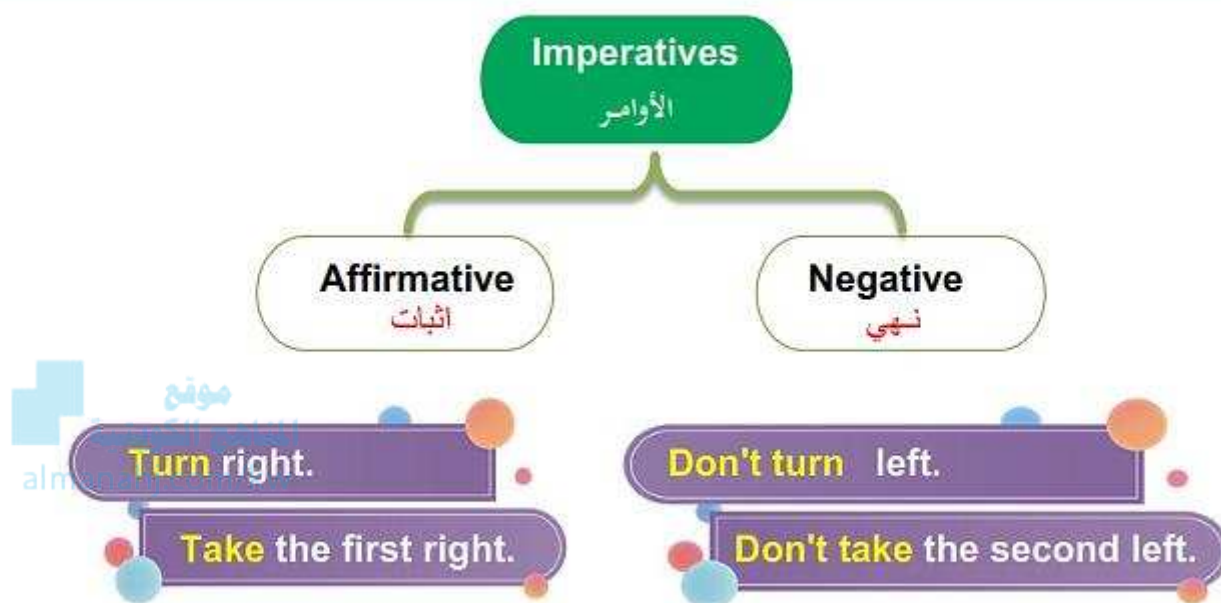 Imperatives
الأوامر
Affirmative
اثبات
Negative
نهي
موقع
Turn right.
Don't turn left.
Take the first right.
Don't take the second left.